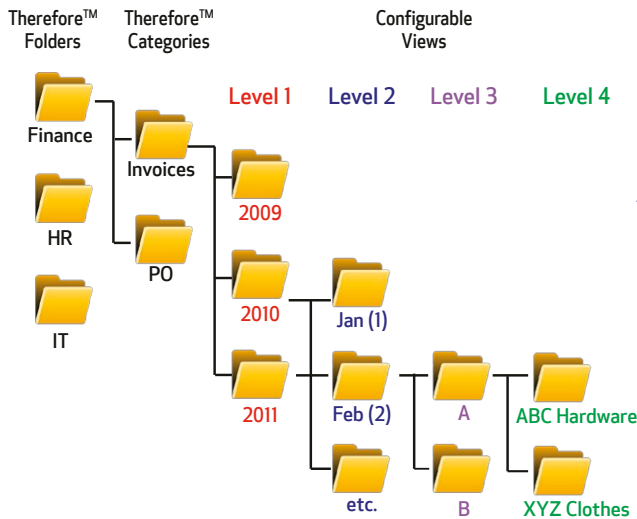 Therefore™
Folders
Therefore™
Categories
Configurable
Views
Level 1
Level 2
Level 3
Level 4
Finance
Invoices
2009
HR
PO
2010
Jan (1)
IT
2011
Feb (2)
A
ABC Hardware
etc.
B
XYZ Clothes